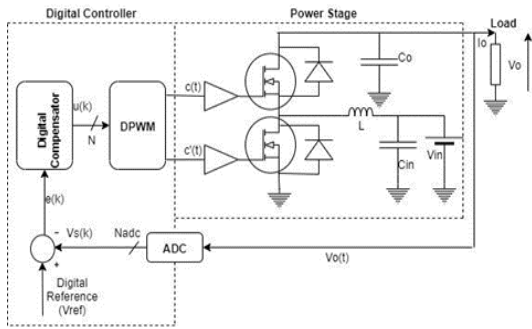 Digital Controller
Power Stage
Load
Io
Vo
Co
c(t)
u(k)
N
Digital
Compensator
DPWM
L
Cin
Vin
c'(t)
e(k)
-
Vs(k)
Nadc
ADC
+
Vo(t)
Digital
Reference
(Vref)